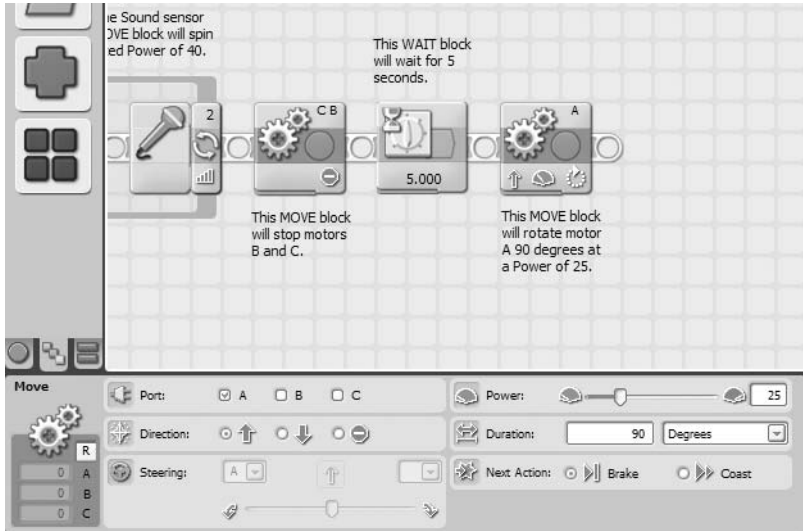 e Sound sensor
OVE block will spin
ed Power of 40.
This WAIT block
will wait for 5
seconds.
2
C B
A
5.000
This MOVE block
will stop motors
B and C.
This MOVE block
will rotate motor
A 90 degrees at
a Power of 25.
Move
R
0 A
0 B
0 C
Port: A B C
Direction:
Steering: A
Power: 25
Duration: 90 Degrees
Next Action: Brake Coast